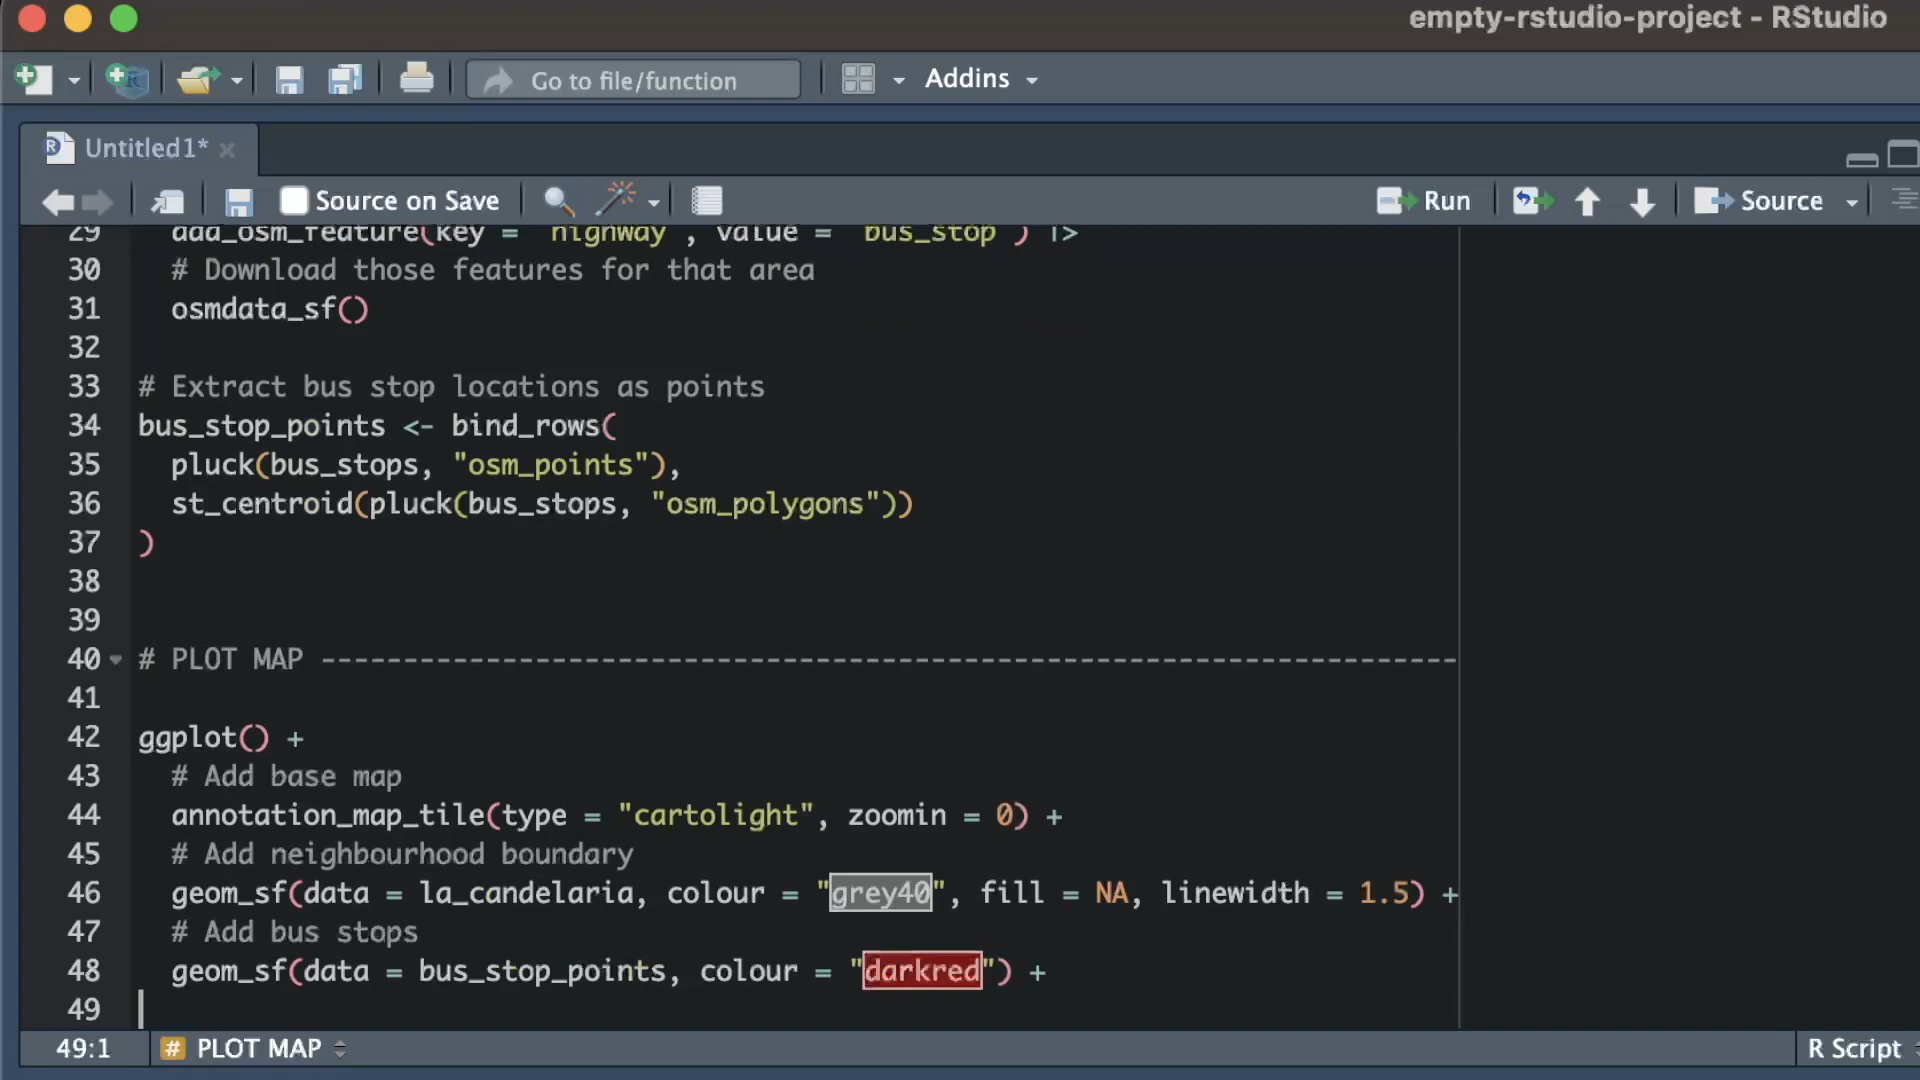 empty-rstudio-project - RStudio
Go to file/function
Addins
Untitled1*
Source on Save
Run
Source
29 add_osm_feature(key = "highway", value = "bus_stop") |>
30 # Download those features for that area
31 osmdata_sf()
32
33 # Extract bus stop locations as points
34 bus_stop_points <- bind_rows(
35 pluck(bus_stops, "osm_points"),
36 st_centroid(pluck(bus_stops, "osm_polygons"))
37 )
38
39
40 # PLOT MAP ---------------------------------------------------------------------
41
42 ggplot() +
43 # Add base map
44 annotation_map_tile(type = "cartolight", zoomin = 0) +
45 # Add neighbourhood boundary
46 geom_sf(data = la_candelaria, colour = "grey40", fill = NA, linewidth = 1.5) +
47 # Add bus stops
48 geom_sf(data = bus_stop_points, colour = "darkred") +
49
49:1
# PLOT MAP
R Script